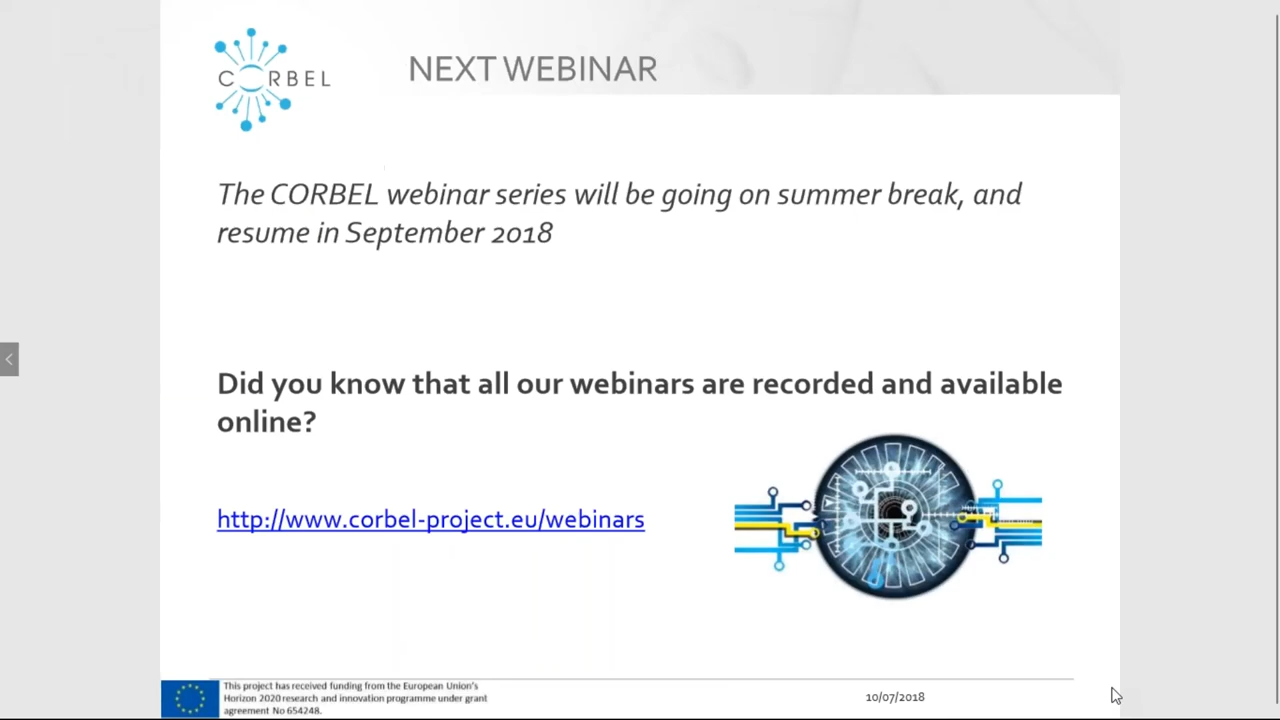 CORBEL
NEXT WEBINAR
The CORBEL webinar series will be going on summer break, and
resume in September 2018
Did you know that all our webinars are recorded and available
online?
http://www.corbel-project.eu/webinars
This project has received funding from the European Union's
Horizon 2020 research and innovation programme under grant
agreement No 654248.
10/07/2018